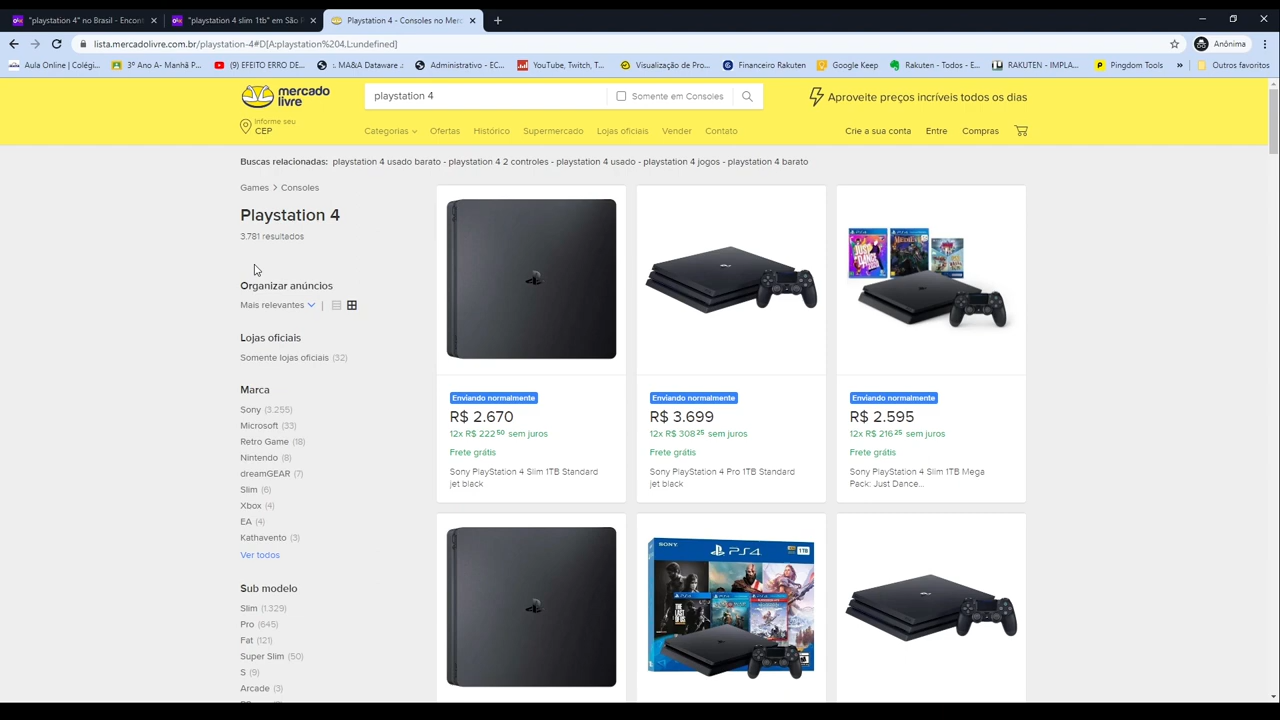 "playstation 4" no Brasil - Encont
"playstation 4 slim 1tb" em São P
Playstation 4 - Consoles no Merc
lista.mercadolivre.com.br/playstation-4#D[A:playstation%204,L:undefined]
Anônima
Aula Online | Colégi...
3º Ano A- Manhã P...
(9) EFEITO ERRO DE...
:. MA&A Dataware .:
Administrativo - EC...
YouTube, Twitch, T...
Visualização de Pro...
Financeiro Rakuten
Google Keep
Rakuten - Todos - E...
RAKUTEN - IMPLA...
Pingdom Tools
»
Outros favoritos
mercado
livre
playstation 4
Somente em Consoles
Aproveite preços incríveis todos os dias
Informe seu
CEP
Categorias
Ofertas
Histórico
Supermercado
Lojas oficiais
Vender
Contato
Crie a sua conta
Entre
Compras
Buscas relacionadas: playstation 4 usado barato - playstation 4 2 controles - playstation 4 usado - playstation 4 jogos - playstation 4 barato
Games > Consoles
Playstation 4
3.781 resultados
Organizar anúncios
Mais relevantes |
Lojas oficiais
Somente lojas oficiais (32)
Marca
Sony (3.255)
Microsoft (33)
Retro Game (18)
Nintendo (8)
dreamGEAR (7)
Slim (6)
Xbox (4)
EA (4)
Kathavento (3)
Ver todos
Sub modelo
Slim (1.329)
Pro (645)
Fat (121)
Super Slim (50)
S (9)
Arcade (3)
Enviando normalmente
R$ 2.670
12x R$ 222 50 sem juros
Frete grátis
Sony PlayStation 4 Slim 1TB Standard
jet black
Enviando normalmente
R$ 3.699
12x R$ 308 25 sem juros
Frete grátis
Sony PlayStation 4 Pro 1TB Standard
jet black
JUST DANCE
MEDIEVIL
Enviando normalmente
R$ 2.595
12x R$ 216 25 sem juros
Frete grátis
Sony PlayStation 4 Slim 1TB Mega
Pack: Just Dance...
SONY
PS4
1TB